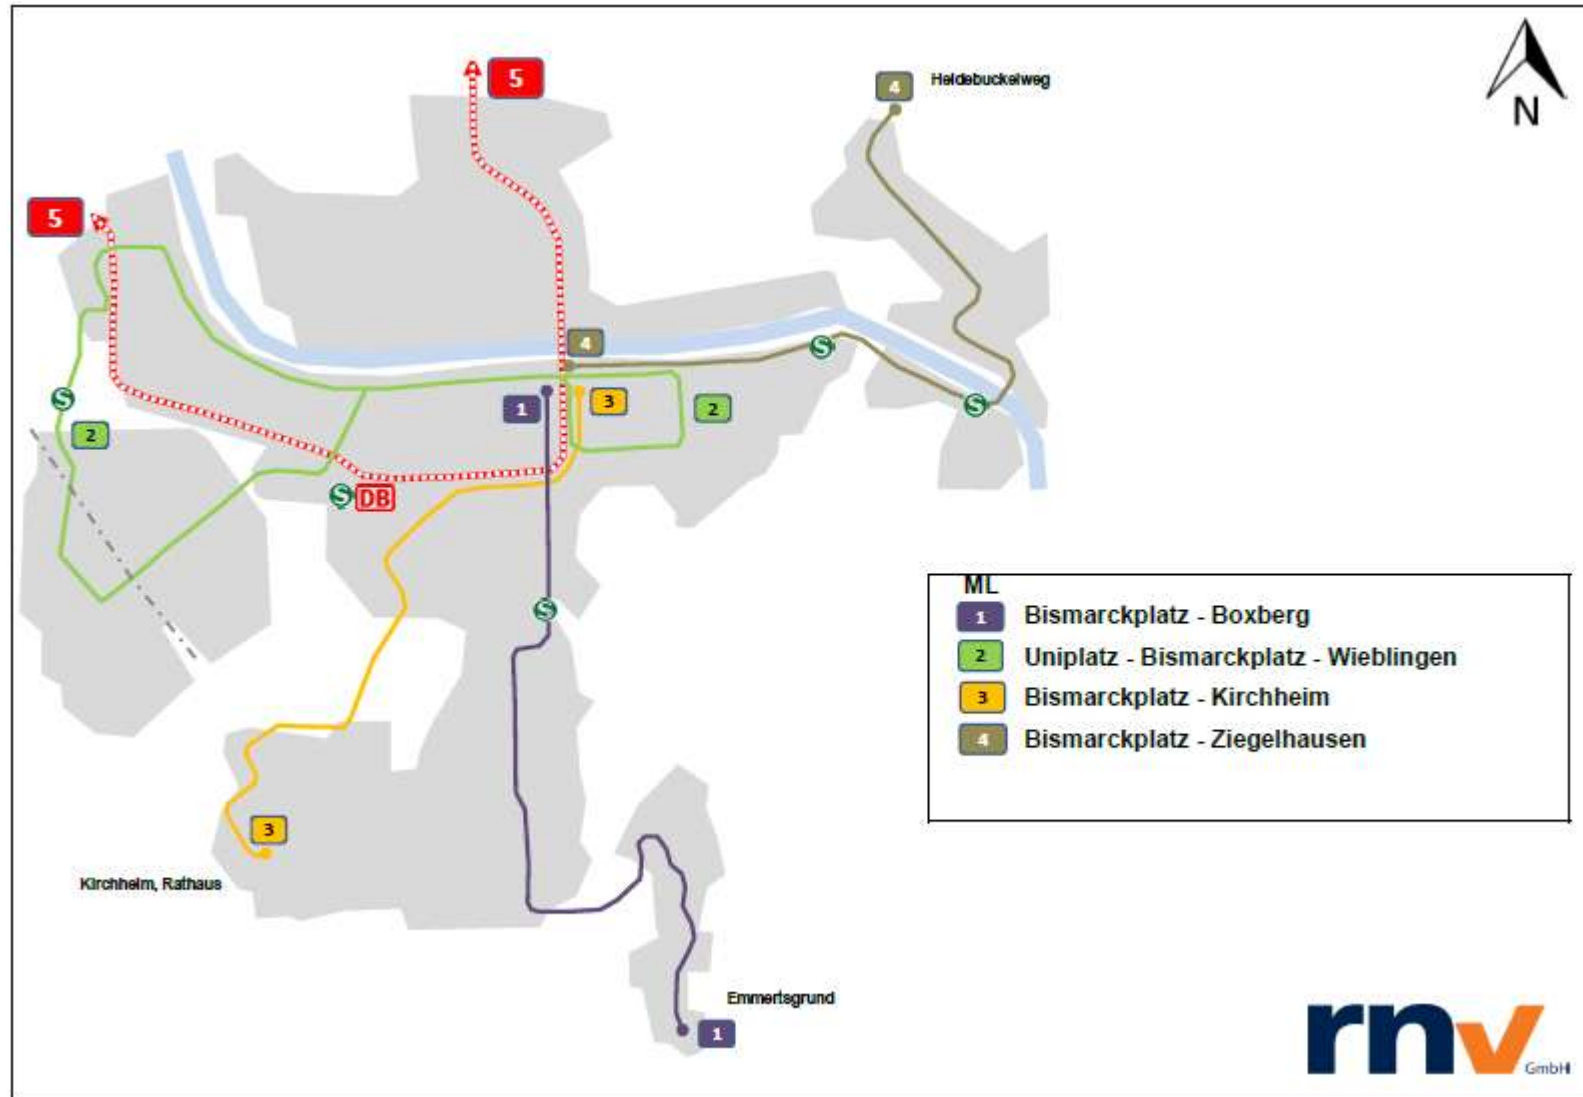 5
4 Heidebuckelweg
N
5
4
1
3
2
2
S
S
S
S DB
S
ML
1 Bismarckplatz - Boxberg
2 Uniplatz - Bismarckplatz - Wieblingen
3 Bismarckplatz - Kirchheim
4 Bismarckplatz - Ziegelhausen
3
Kirchheim, Rathaus
Emmertsgrund
1
rnv
GmbH